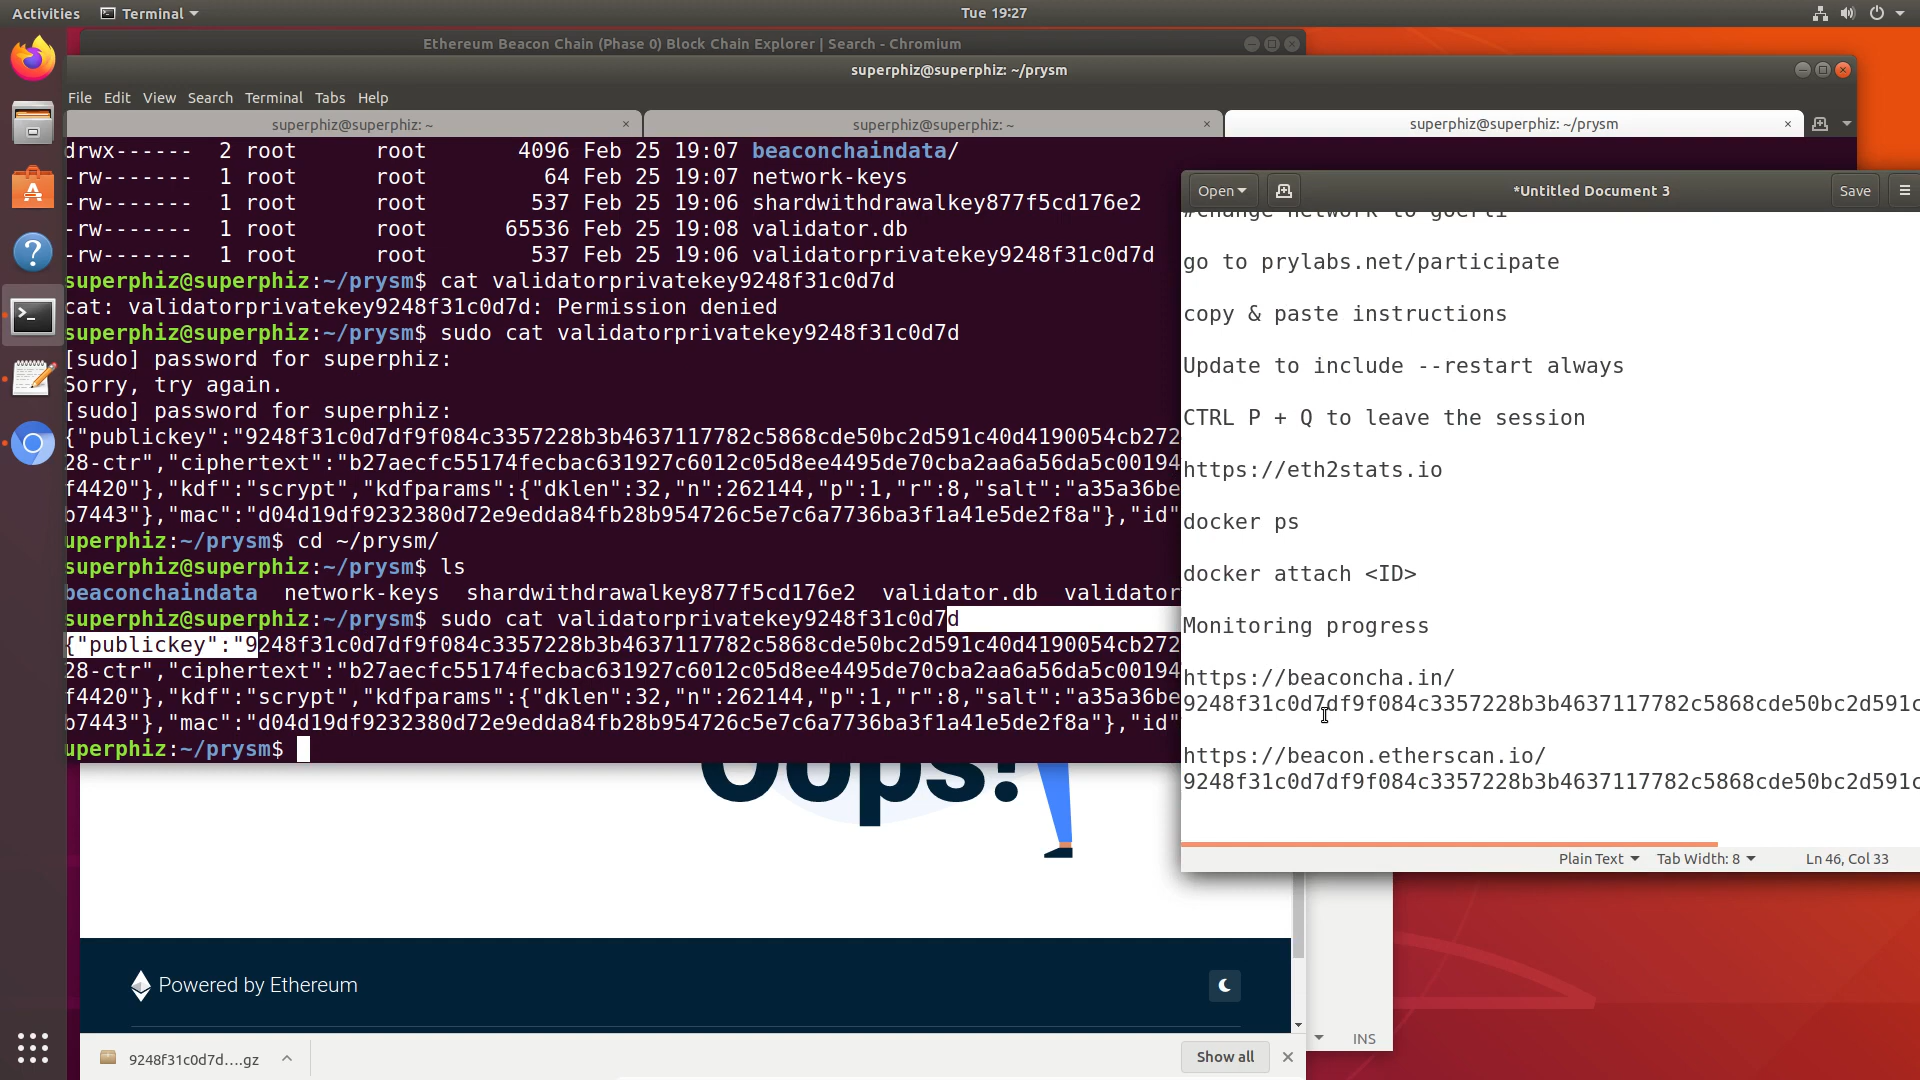 Activities
Terminal
Tue 19:27
Ethereum Beacon Chain (Phase 0) Block Chain Explorer | Search - Chromium
superphiz@superphiz: ~/prysm
File Edit View Search Terminal Tabs Help
superphiz@superphiz: ~
superphiz@superphiz: ~
superphiz@superphiz: ~/prysm
drwx------ 2 root root 4096 Feb 25 19:07 beaconchaindata/
-rw------- 1 root root 64 Feb 25 19:07 network-keys
-rw------- 1 root root 537 Feb 25 19:06 shardwithdrawalkey877f5cd176e2
-rw------- 1 root root 65536 Feb 25 19:08 validator.db
-rw------- 1 root root 537 Feb 25 19:06 validatorprivatekey9248f31c0d7d
superphiz@superphiz:~/prysm$ cat validatorprivatekey9248f31c0d7d
cat: validatorprivatekey9248f31c0d7d: Permission denied
superphiz@superphiz:~/prysm$ sudo cat validatorprivatekey9248f31c0d7d
[sudo] password for superphiz:
Sorry, try again.
[sudo] password for superphiz:
{"publickey":"9248f31c0d7df9f084c3357228b3b4637117782c5868cde50bc2d591c40d4190054cb272
28-ctr","ciphertext":"b27aecfc55174fecbac631927c6012c05d8ee4495de70cba2aa6a56da5c00194
f4420"},"kdf":"scrypt","kdfparams":{"dklen":32,"n":262144,"p":1,"r":8,"salt":"a35a36be
b7443"},"mac":"d04d19df9232380d72e9edda84fb28b954726c5e7c6a7736ba3f1a41e5de2f8a"},"id"
uperphiz:~/prysm$ cd ~/prysm/
superphiz@superphiz:~/prysm$ ls
beaconchaindata network-keys shardwithdrawalkey877f5cd176e2 validator.db validator
superphiz@superphiz:~/prysm$ sudo cat validatorprivatekey9248f31c0d7d
{"publickey":"9248f31c0d7df9f084c3357228b3b4637117782c5868cde50bc2d591c40d4190054cb272
28-ctr","ciphertext":"b27aecfc55174fecbac631927c6012c05d8ee4495de70cba2aa6a56da5c00194
f4420"},"kdf":"scrypt","kdfparams":{"dklen":32,"n":262144,"p":1,"r":8,"salt":"a35a36be
b7443"},"mac":"d04d19df9232380d72e9edda84fb28b954726c5e7c6a7736ba3f1a41e5de2f8a"},"id"
uperphiz:~/prysm$
Open
*Untitled Document 3
Save
#change network to goerli
go to prylabs.net/participate
copy & paste instructions
Update to include --restart always
CTRL P + Q to leave the session
https://eth2stats.io
docker ps
docker attach <ID>
Monitoring progress
https://beaconcha.in/
9248f31c0d7df9f084c3357228b3b4637117782c5868cde50bc2d591c
https://beacon.etherscan.io/
9248f31c0d7df9f084c3357228b3b4637117782c5868cde50bc2d591c
Plain Text
Tab Width: 8
Ln 46, Col 33
Oops!
Powered by Ethereum
INS
9248f31c0d7d....gz
Show all